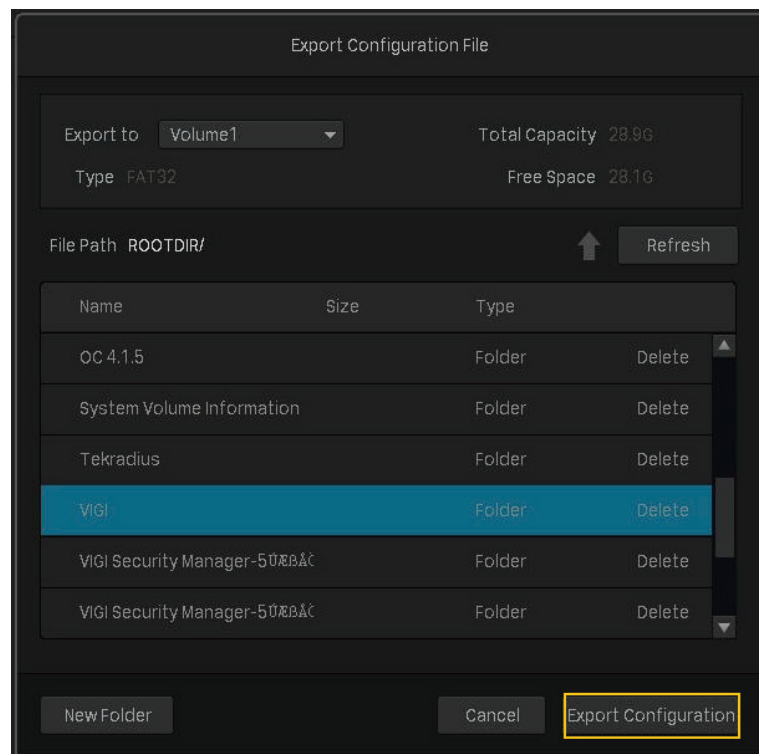 Export Configuration File
Export to Volume1 Total Capacity 28.9G
Type FAT32 Free Space 28.1G
File Path ROOTDIR/ Refresh
Name Size Type
OC 4.1.5 Folder Delete
System Volume Information Folder Delete
Tekradius Folder Delete
VIGI Folder Delete
VIGI Security Manager-5 Folder Delete
VIGI Security Manager-5 Folder Delete
New Folder Cancel Export Configuration